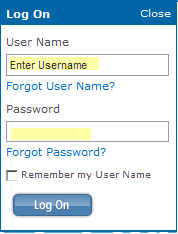 Log On Close
User Name
Enter Username
Forgot User Name?
Password
Forgot Password?
Remember my User Name
Log On